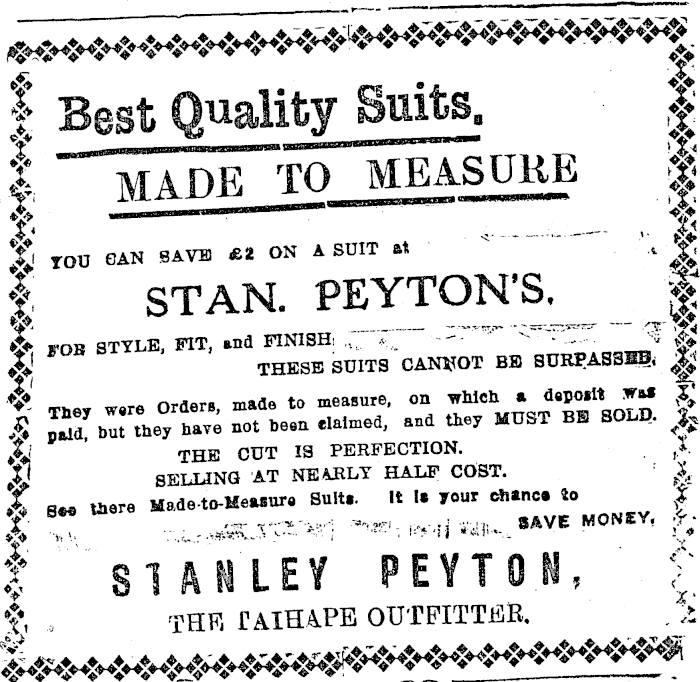 Best Quality Suits.
MADE TO MEASURE
YOU CAN SAVE £2 ON A SUIT at
STAN. PEYTON'S.
FOR STYLE, FIT, and FINISH
THESE SUITS CANNOT BE SURPASSED.
They were Orders, made to measure, on which a deposit was
paid, but they have not been claimed, and they MUST BE SOLD.
THE CUT IS PERFECTION.
SELLING AT NEARLY HALF COST.
See there Made-to-Measure Suits. It is your chance to
SAVE MONEY.
STANLEY PEYTON,
THE TAIHAPE OUTFITTER.